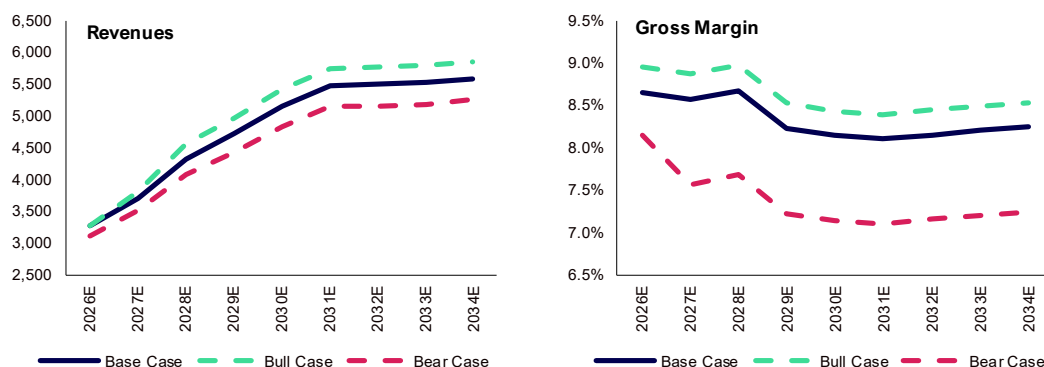 Revenues
6,500
6,000
5,500
5,000
4,500
4,000
3,500
3,000
2,500
2026E
2027E
2028E
2029E
2030E
2031E
2032E
2033E
2034E
Base Case Bull Case Bear Case
Gross Margin
9.5%
9.0%
8.5%
8.0%
7.5%
7.0%
6.5%
2026E
2027E
2028E
2029E
2030E
2031E
2032E
2033E
2034E
Base Case Bull Case Bear Case